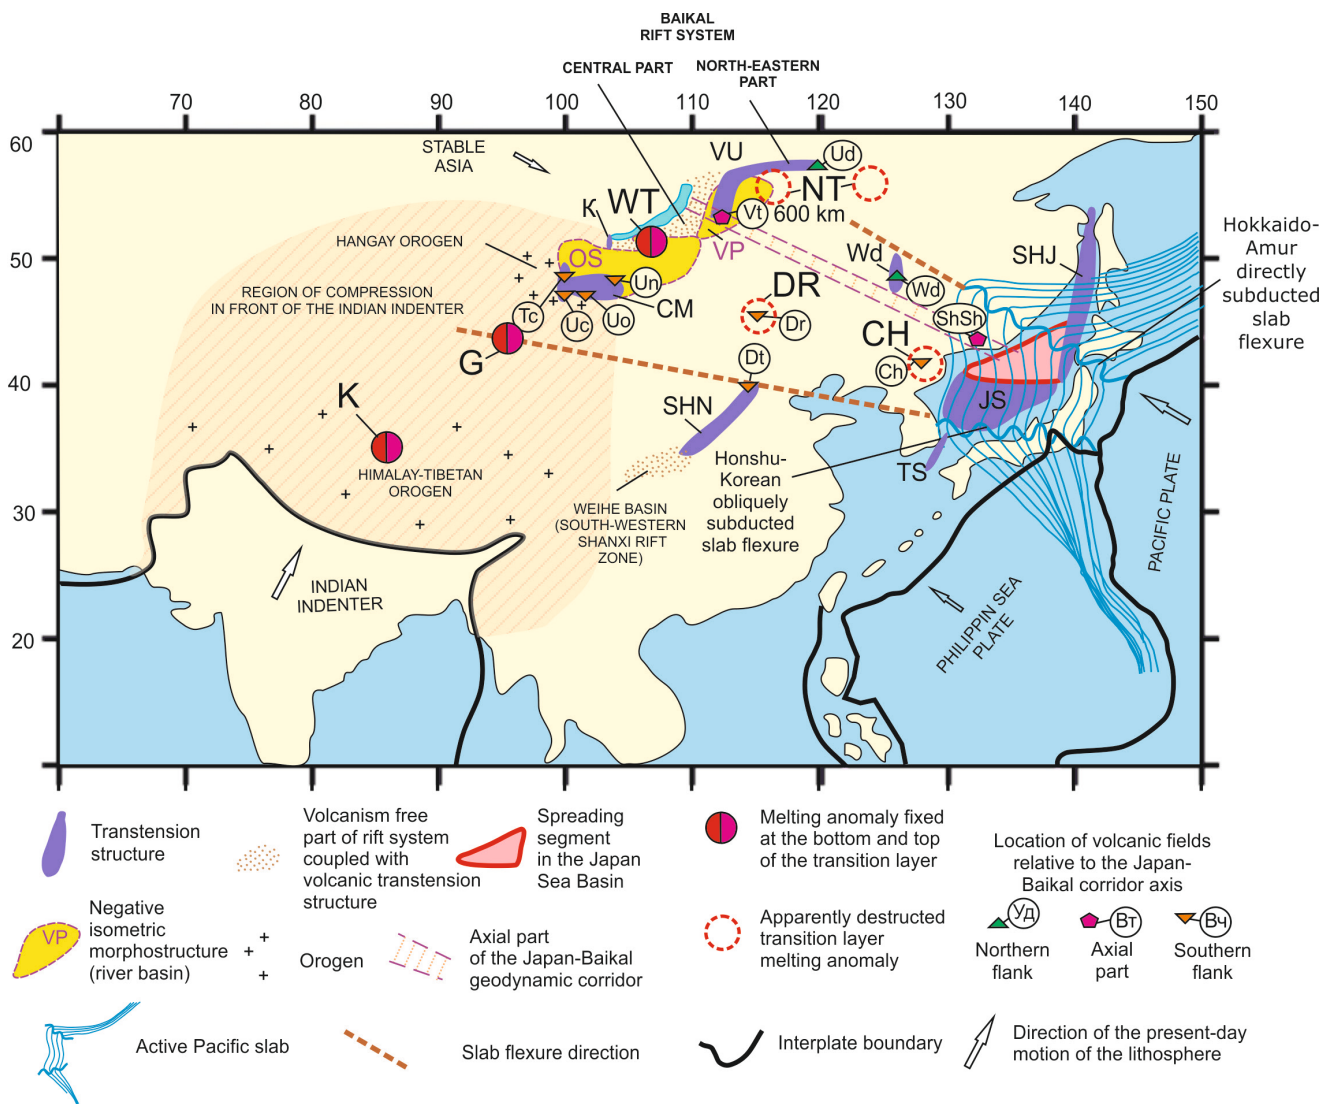 BAIKAL
RIFT SYSTEM
CENTRAL PART
NORTH-EASTERN
PART
70
80
90
100
110
120
130
140
150
60
50
40
30
20
STABLE
ASIA
VU
Ud
NT
K
WT
Vt
600 km
VP
HANGAY OROGEN
OS
Un
CM
Tc
Uc
Uo
REGION OF COMPRESSION
IN FRONT OF THE INDIAN INDENTER
Wd
Wd
SHJ
Hokkaido-
Amur
directly
subducted
slab
flexure
DR
Dr
ShSh
CH
Ch
G
Dt
K
SHN
JS
TS
HIMALAY-TIBETAN
OROGEN
Honshu-
Korean
obliquely
subducted
slab flexure
WEIHE BASIN
(SOUTH-WESTERN
SHANXI RIFT
ZONE)
PACIFIC PLATE
INDIAN
INDENTER
PHILIPPIN SEA
PLATE
Transtension
structure
Volcanism free
part of rift system
coupled with
volcanic transtension
structure
Spreading
segment
in the Japan
Sea Basin
Melting anomaly fixed
at the bottom and top
of the transition layer
Location of volcanic fields
relative to the Japan-
Baikal corridor axis
VP
Negative
isometric
morphostructure
(river basin)
Orogen
Axial part
of the Japan-Baikal
geodynamic corridor
Apparently destructed
transition layer
melting anomaly
Уд
Вт
Вч
Northern
flank
Axial
part
Southern
flank
Active Pacific slab
Slab flexure direction
Interplate boundary
Direction of the present-day
motion of the lithosphere